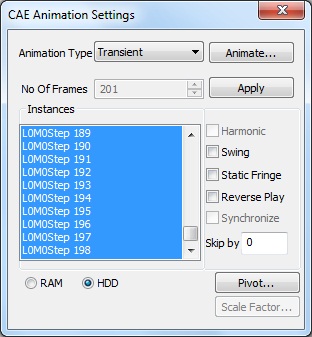 CAE Animation Settings
Animation Type Transient Animate...
No Of Frames 201 Apply
Instances
L0M0Step 189
L0M0Step 190
L0M0Step 191
L0M0Step 192
L0M0Step 193
L0M0Step 194
L0M0Step 195
L0M0Step 196
L0M0Step 197
L0M0Step 198
Harmonic
Swing
Static Fringe
Reverse Play
Synchronize
Skip by 0
RAM HDD Pivot...
Scale Factor...